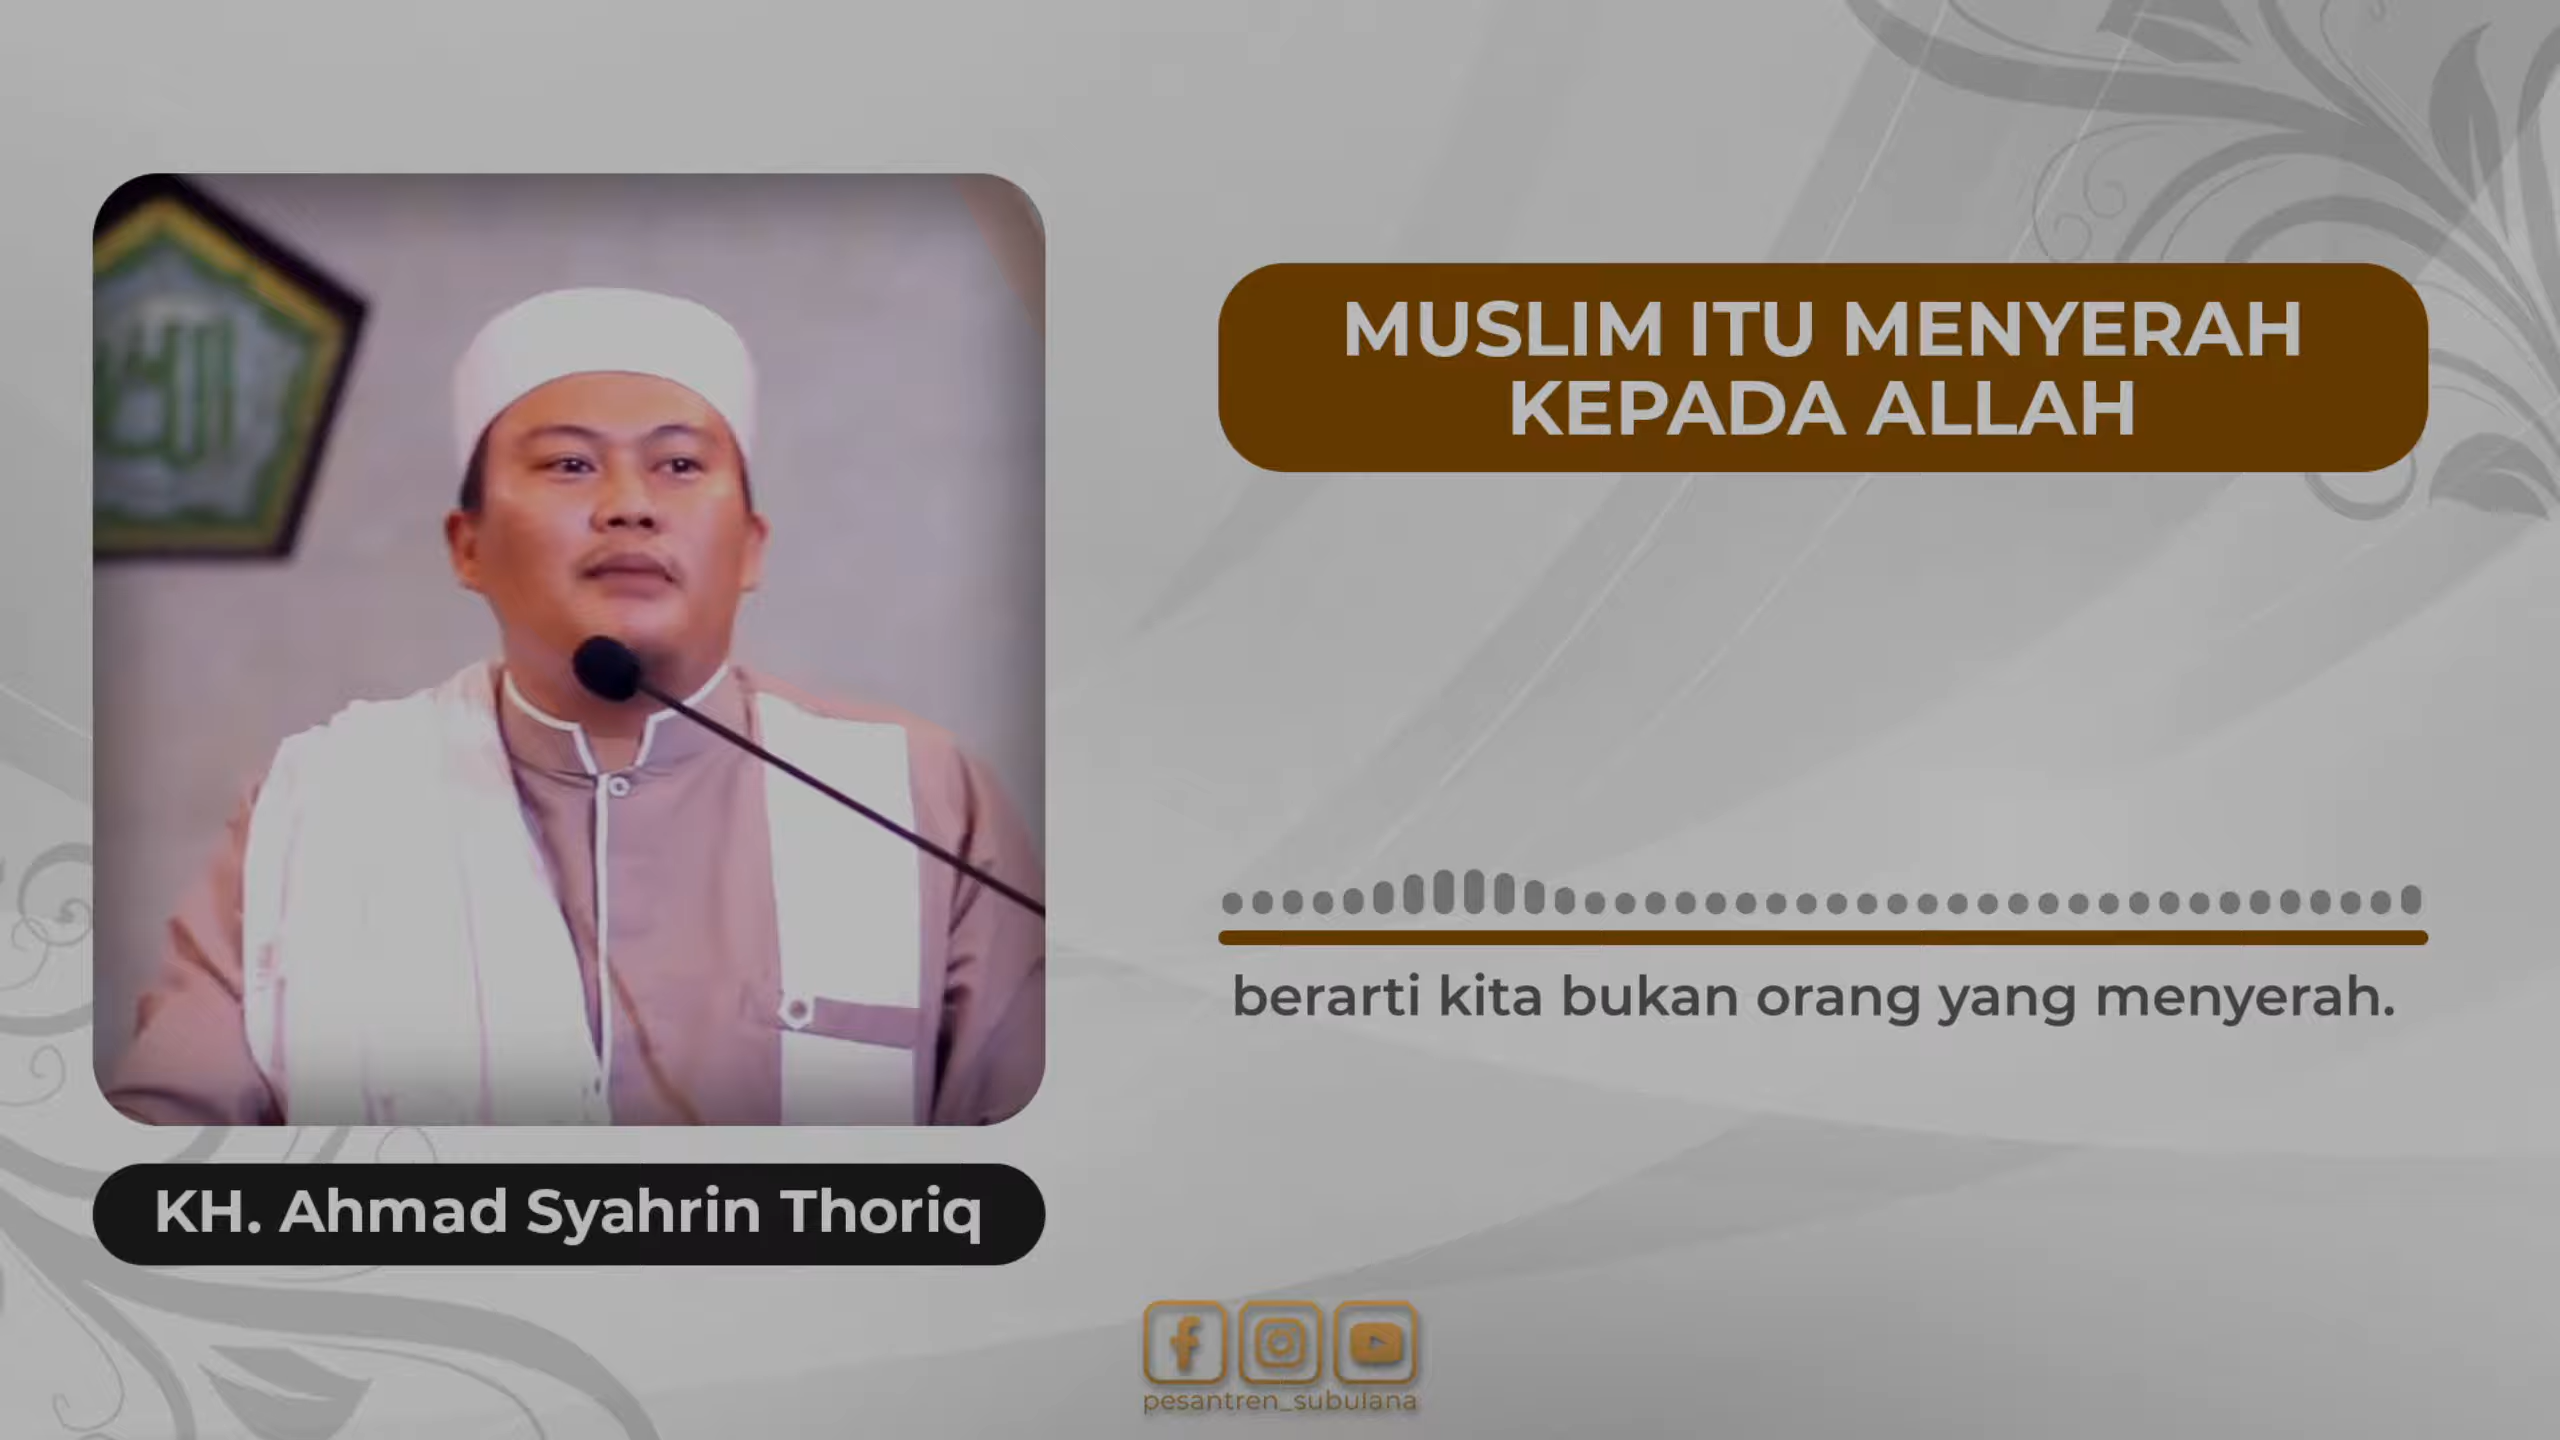 MUSLIM ITU MENYERAH
KEPADA ALLAH
berarti kita bukan orang yang menyerah.
KH. Ahmad Syahrin Thoriq
pesantren_subulana